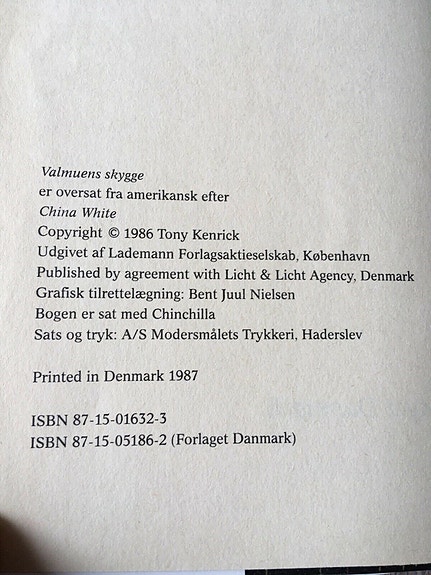 Valmuens skygge
er oversat fra amerikansk efter
China White
Copyright © 1986 Tony Kenrick
Udgivet af Lademann Forlagsaktieselskab, København
Published by agreement with Licht & Licht Agency, Denmark
Grafisk tilrettelægning: Bent Juul Nielsen
Bogen er sat med Chinchilla
Sats og tryk: A/S Modersmålets Trykkeri, Haderslev
Printed in Denmark 1987
ISBN 87-15-01632-3
ISBN 87-15-05186-2 (Forlaget Danmark)